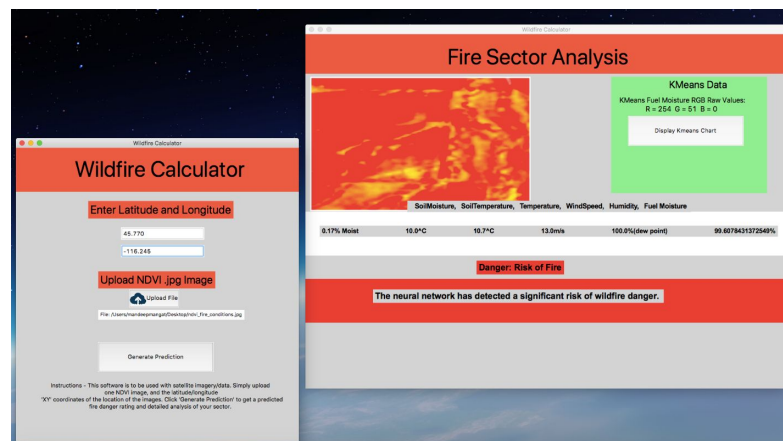 Wildfire Calculator
Fire Sector Analysis
KMeans Data
KMeans Fuel Moisture RGB Raw Values:
R = 254 G = 51 B = 0
Display Kmeans Chart
SoilMoisture, SoilTemperature, Temperature, WindSpeed, Humidity, Fuel Moisture
0.17% Moist 10.0^C 10.7^C 13.0m/s 100.0%(dew point) 99.6078431372549%
Danger: Risk of Fire
The neural network has detected a significant risk of wildfire danger.
Wildfire Calculator
Wildfire Calculator
Enter Latitude and Longitude
45.770
-116.245
Upload NDVI .jpg Image
Upload File
File: /Users/mandeepmangat/Desktop/ndvi_fire_conditions.jpg
Generate Prediction
Instructions - This software is to be used with satellite imagery/data. Simply upload
one NDVI image, and the latitude/longitude
'XY' coordinates of the location of the images. Click 'Generate Prediction' to get a predicted
fire danger rating and detailed analysis of your sector.